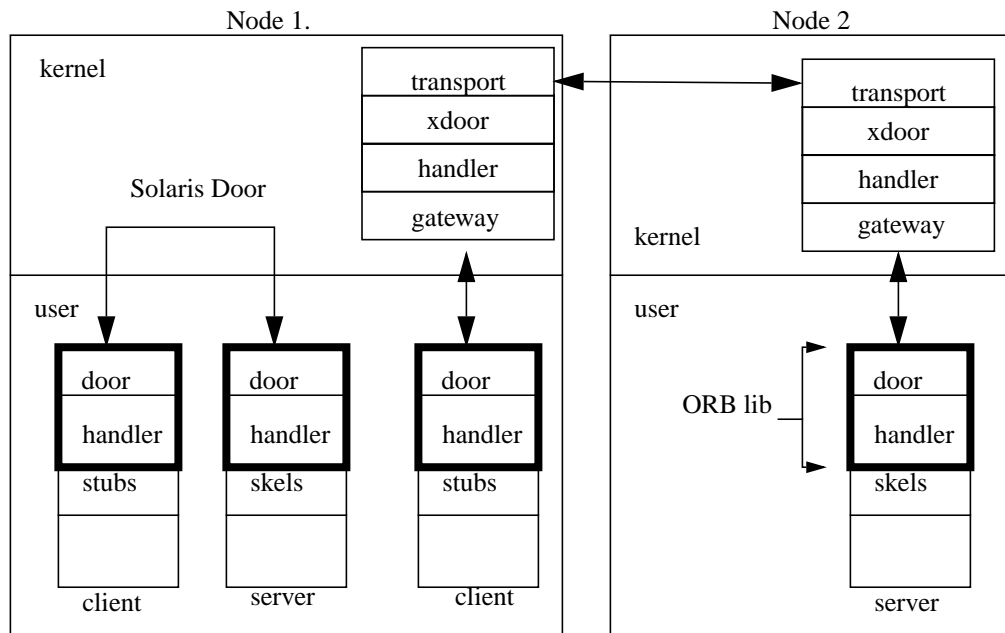 Node 1.
Node 2
kernel
transport
xdoor
handler
gateway
Solaris Door
transport
xdoor
handler
gateway
kernel
user
door
handler
stubs
client
door
handler
skels
server
door
handler
stubs
client
user
ORB lib
door
handler
skels
server